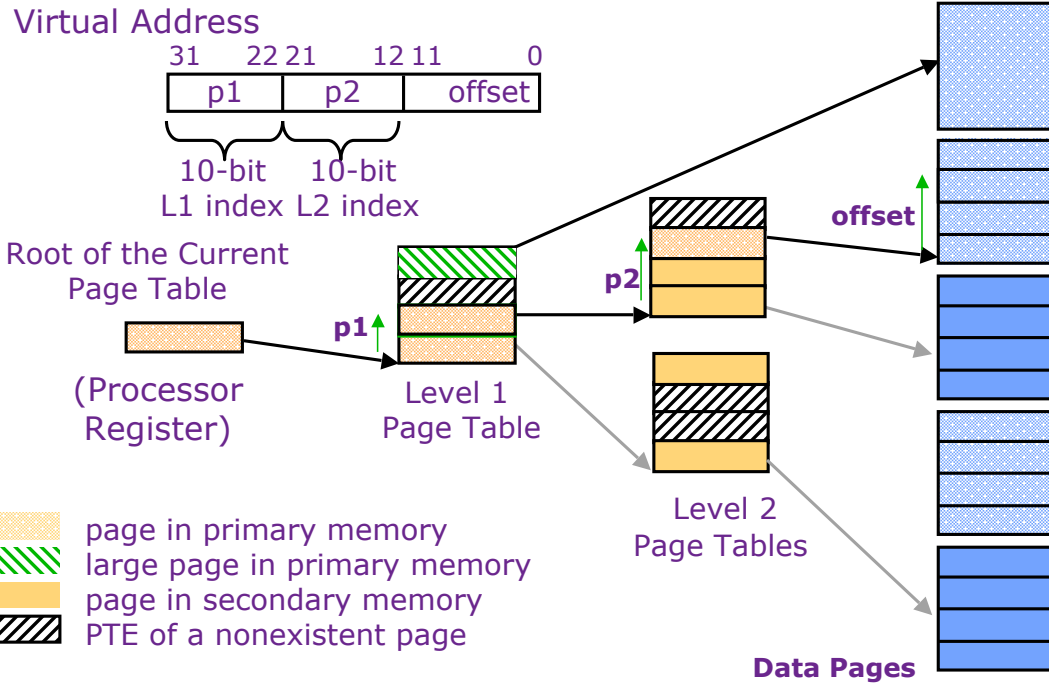 Virtual Address
31 22 21 12 11 0
p1 p2 offset
10-bit
L1 index
10-bit
L2 index
Root of the Current
Page Table
(Processor
Register)
p1
Level 1
Page Table
p2
Level 2
Page Tables
offset
page in primary memory
large page in primary memory
page in secondary memory
PTE of a nonexistent page
Data Pages